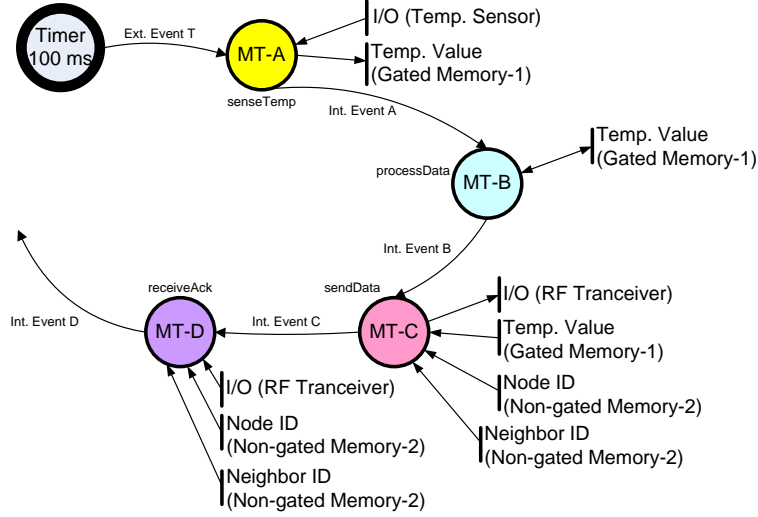 Timer
100 ms
Ext. Event T
MT-A
senseTemp
I/O (Temp. Sensor)
Temp. Value
(Gated Memory-1)
Int. Event A
processData
MT-B
Temp. Value
(Gated Memory-1)
Int. Event B
sendData
MT-C
I/O (RF Tranceiver)
Temp. Value
(Gated Memory-1)
Node ID
(Non-gated Memory-2)
Neighbor ID
(Non-gated Memory-2)
Int. Event C
receiveAck
MT-D
I/O (RF Tranceiver)
Node ID
(Non-gated Memory-2)
Neighbor ID
(Non-gated Memory-2)
Int. Event D